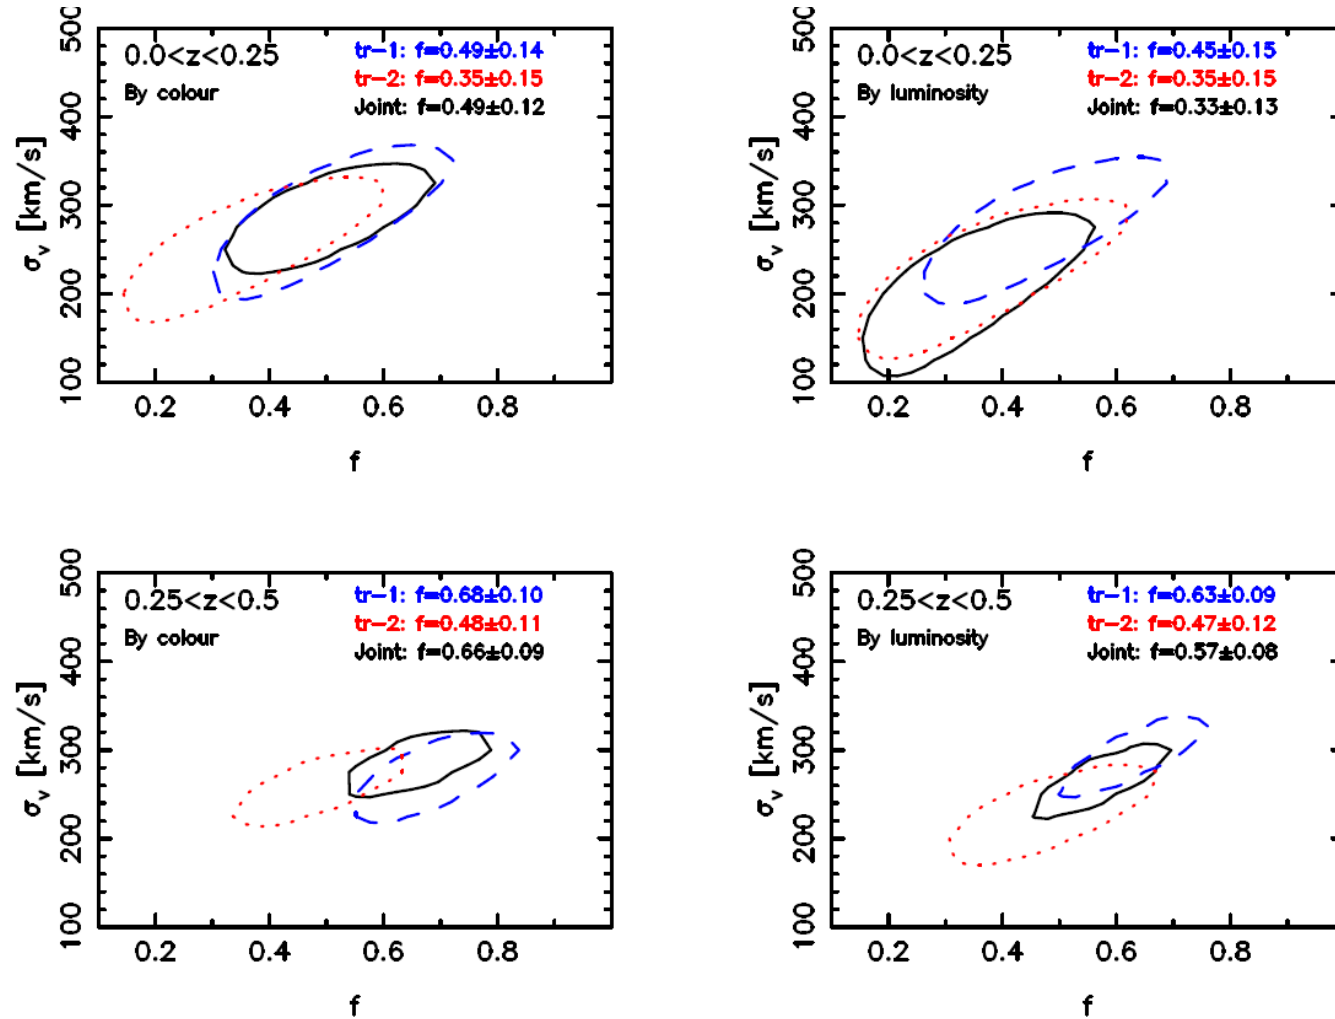 0.0<z<0.25
By colour
tr-1: f=0.49±0.14
tr-2: f=0.35±0.15
Joint: f=0.49±0.12
σv [km/s]
500
400
300
200
100
0.2 0.4 0.6 0.8
f
0.0<z<0.25
By luminosity
tr-1: f=0.45±0.15
tr-2: f=0.35±0.15
Joint: f=0.33±0.13
σv [km/s]
500
400
300
200
100
0.2 0.4 0.6 0.8
f
0.25<z<0.5
By colour
tr-1: f=0.68±0.10
tr-2: f=0.48±0.11
Joint: f=0.66±0.09
σv [km/s]
500
400
300
200
100
0.2 0.4 0.6 0.8
f
0.25<z<0.5
By luminosity
tr-1: f=0.63±0.09
tr-2: f=0.47±0.12
Joint: f=0.57±0.08
σv [km/s]
500
400
300
200
100
0.2 0.4 0.6 0.8
f